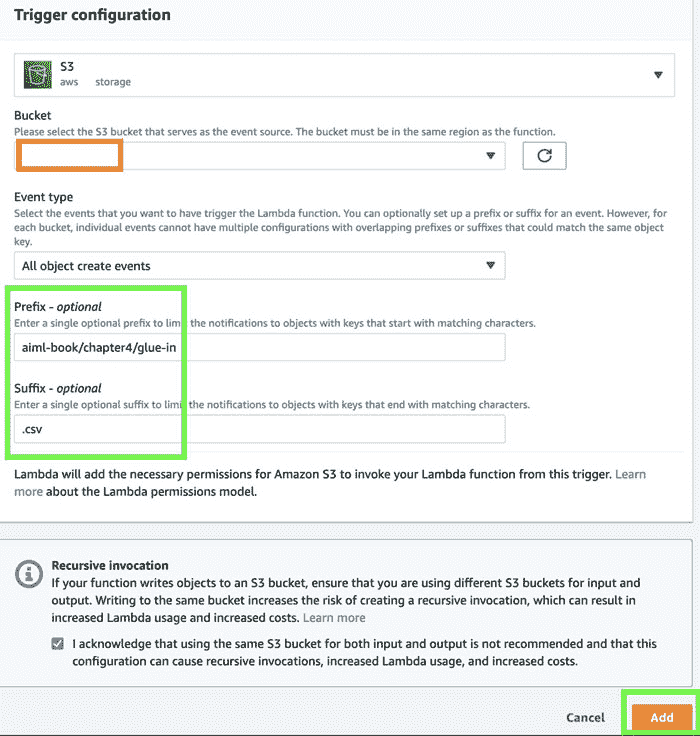 Trigger configuration
S3
aws storage
Bucket
Please select the S3 bucket that serves as the event source. The bucket must be in the same region as the function.
Event type
Select the events that you want to have trigger the Lambda function. You can optionally set up a prefix or suffix for an event. However, for
each bucket, individual events cannot have multiple configurations with overlapping prefixes or suffixes that could match the same object
key.
All object create events
Prefix - optional
Enter a single optional prefix to limit the notifications to objects with keys that start with matching characters.
aiml-book/chapter4/glue-in
Suffix - optional
Enter a single optional suffix to limit the notifications to objects with keys that end with matching characters.
.csv
Lambda will add the necessary permissions for Amazon S3 to invoke your Lambda function from this trigger. Learn
more about the Lambda permissions model.
Recursive invocation
If your function writes objects to an S3 bucket, ensure that you are using different S3 buckets for input and
output. Writing to the same bucket increases the risk of creating a recursive invocation, which can result in
increased Lambda usage and increased costs. Learn more
I acknowledge that using the same S3 bucket for both input and output is not recommended and that this
configuration can cause recursive invocations, increased Lambda usage, and increased costs.
Cancel Add